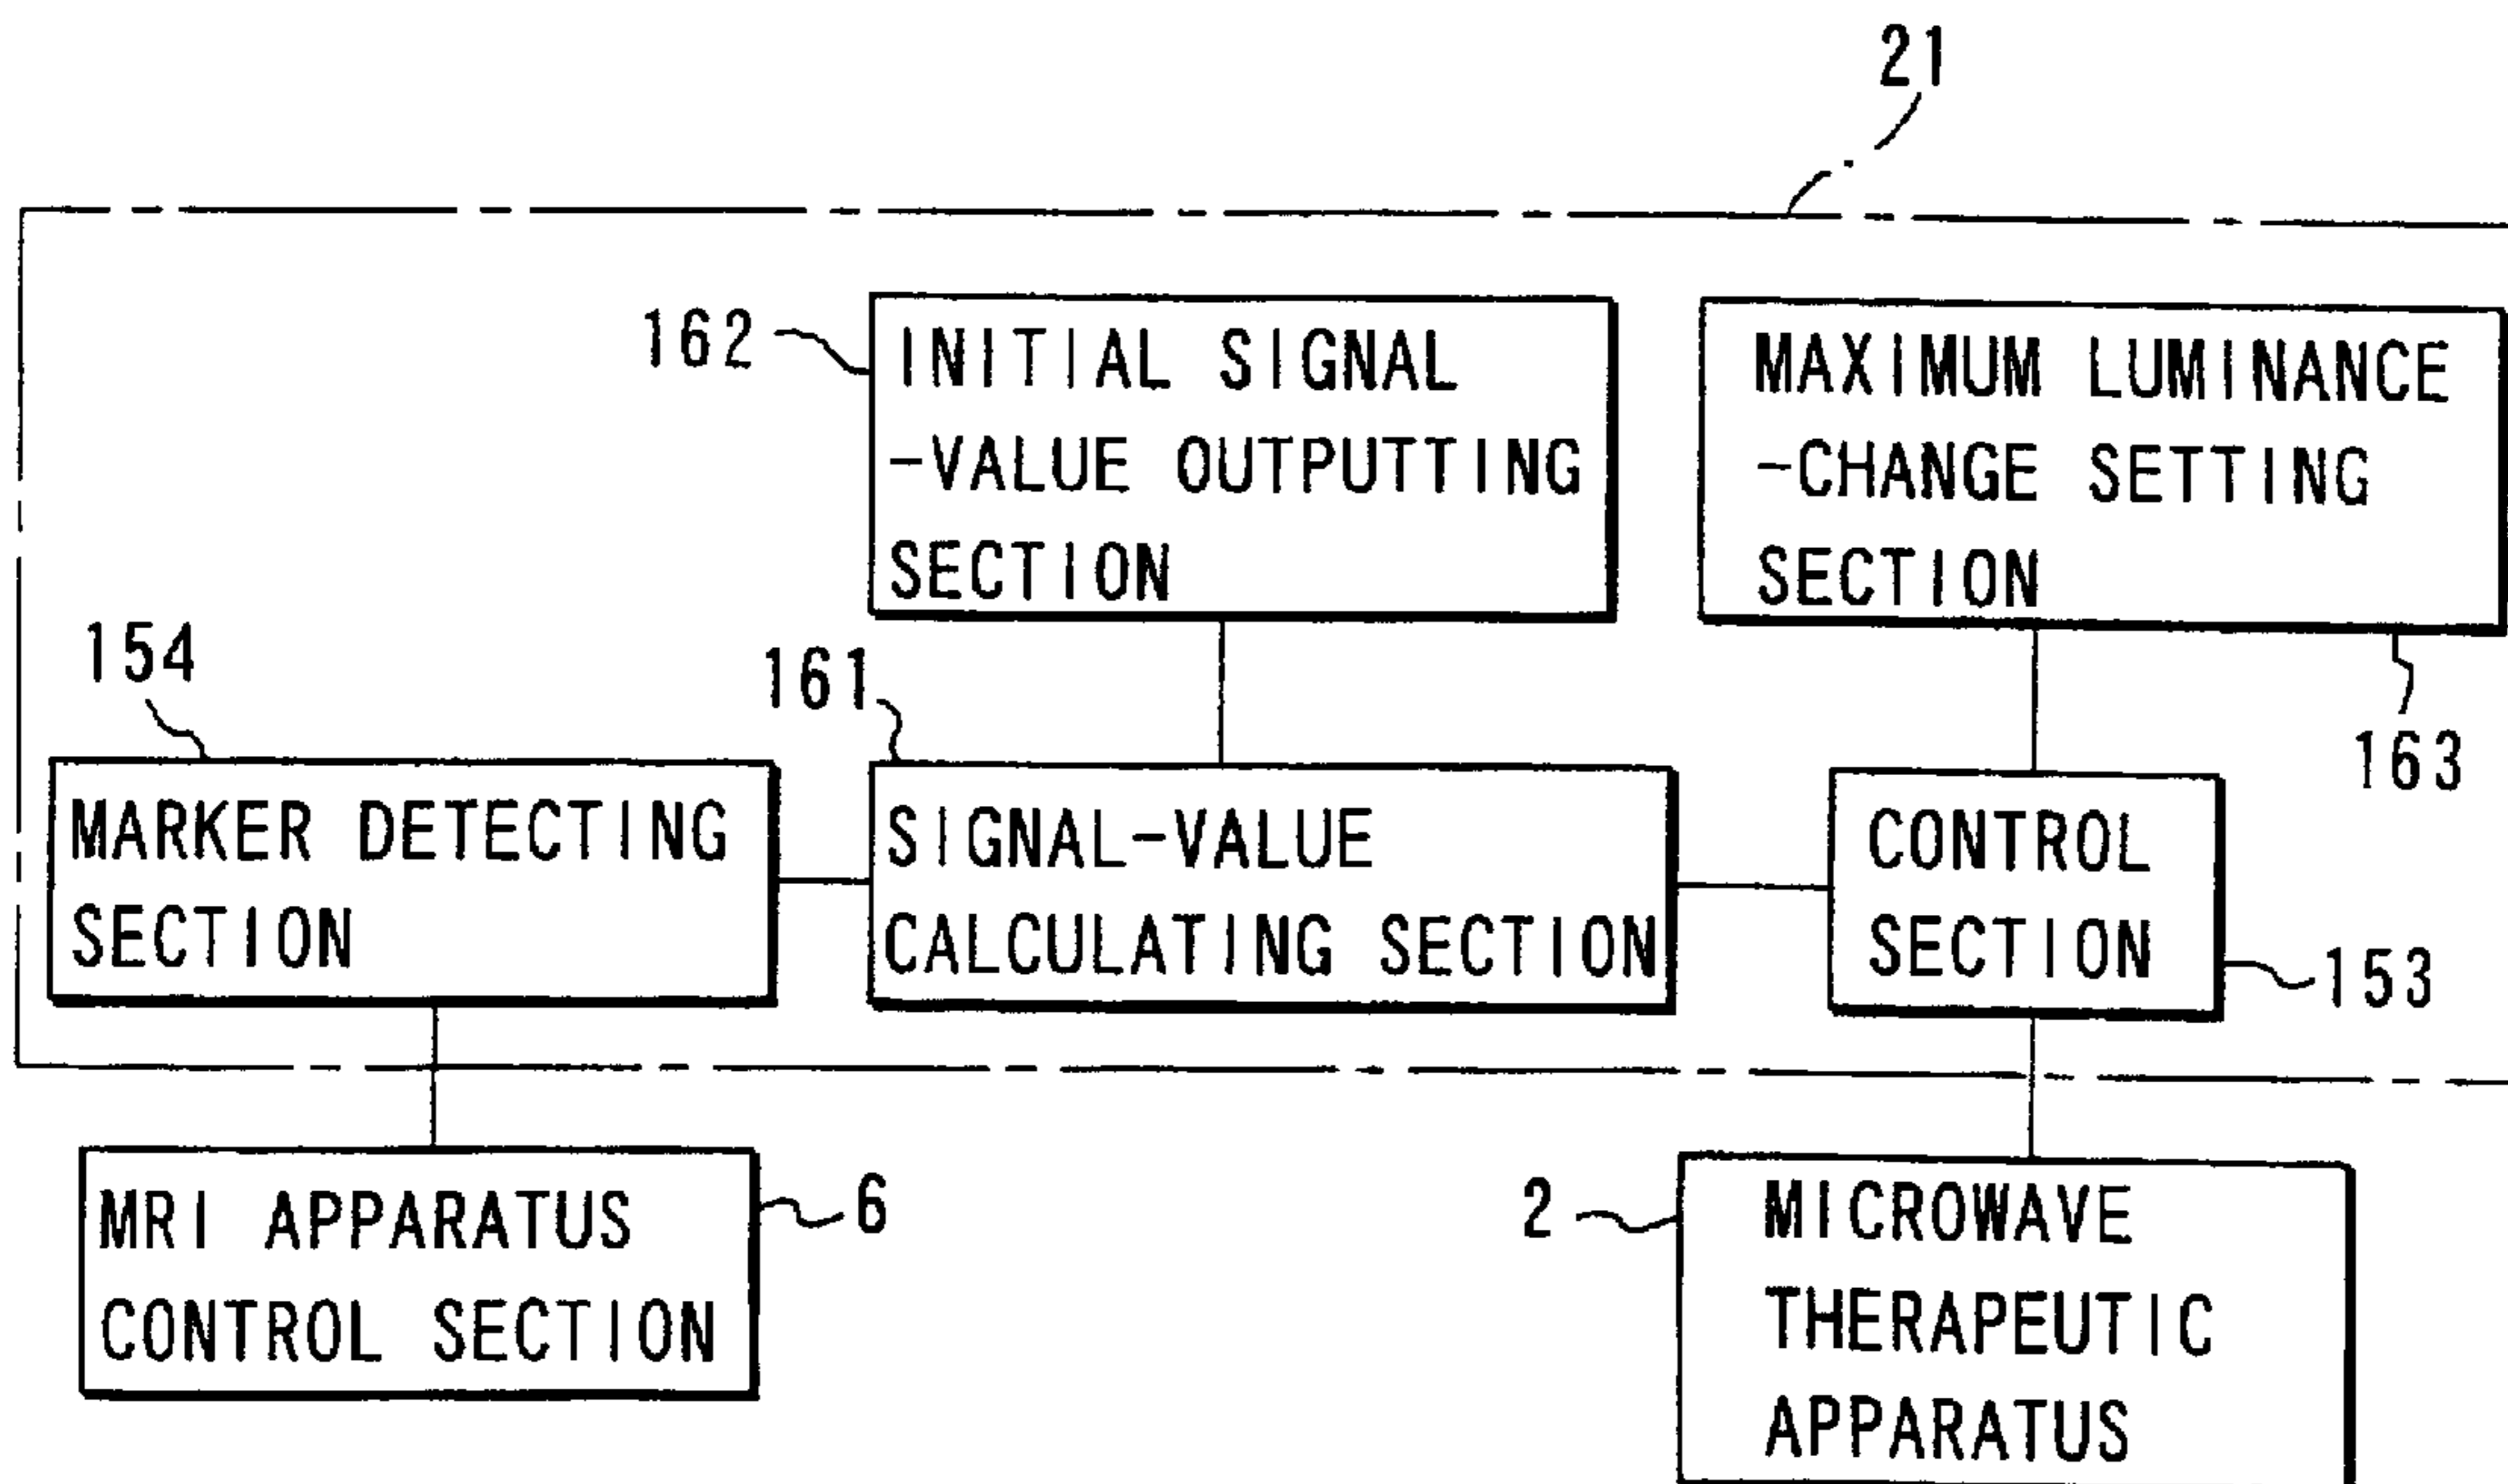 21
162
INITIAL SIGNAL
-VALUE OUTPUTTING
SECTION
MAXIMUM LUMINANCE
-CHANGE SETTING
SECTION
163
154
MARKER DETECTING
SECTION
161
SIGNAL-VALUE
CALCULATING SECTION
CONTROL
SECTION
153
MRI APPARATUS
CONTROL SECTION
6
2
MICROWAVE
THERAPEUTIC
APPARATUS